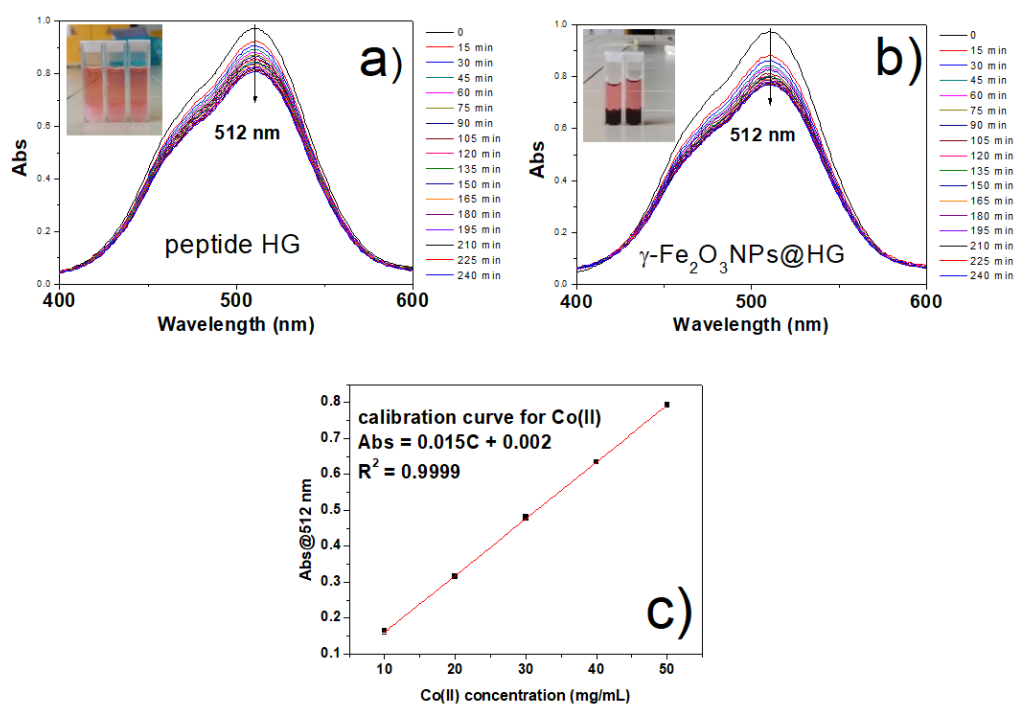 a)
1.0
0.8
0.6
0.4
0.2
0.0
Abs
512 nm
peptide HG
400
500
600
Wavelength (nm)
0
15 min
30 min
45 min
60 min
75 min
90 min
105 min
120 min
135 min
150 min
165 min
180 min
195 min
210 min
225 min
240 min
b)
1.0
0.8
0.6
0.4
0.2
0.0
Abs
512 nm
γ-Fe₂O₃NPs@HG
400
500
600
Wavelength (nm)
0
15 min
30 min
45 min
60 min
75 min
90 min
105 min
120 min
135 min
150 min
165 min
180 min
195 min
210 min
225 min
240 min
calibration curve for Co(II)
Abs = 0.015C + 0.002
R² = 0.9999
c)
0.8
0.7
0.6
0.5
0.4
0.3
0.2
0.1
Abs@512 nm
10
20
30
40
50
Co(II) concentration (mg/mL)